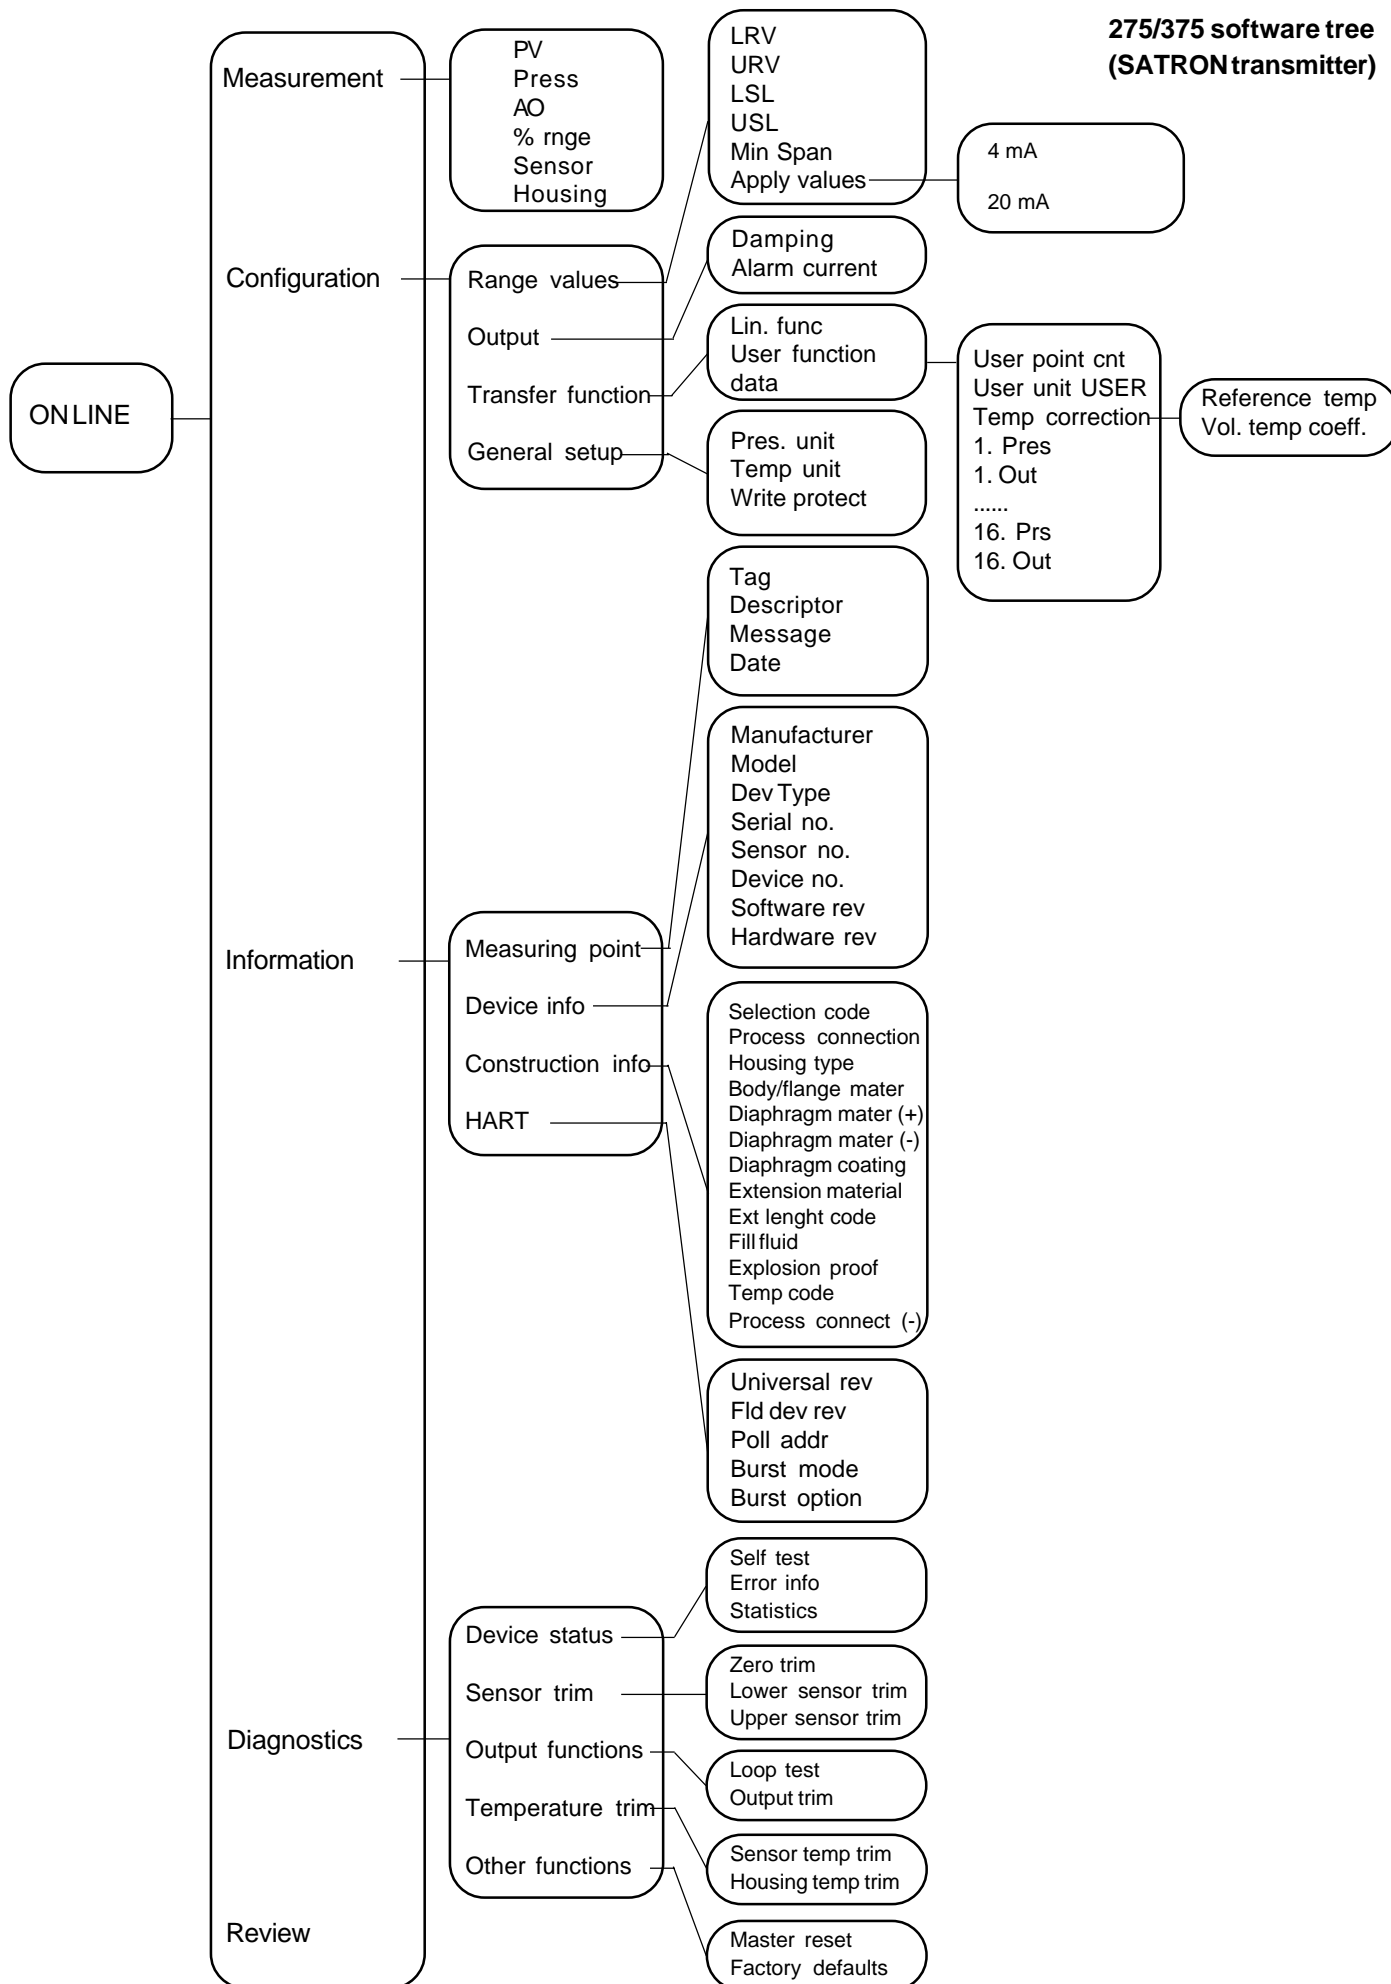 275/375 software tree
(SATRON transmitter)
ON LINE
Measurement
Configuration
Information
Diagnostics
Review
PV
Press
AO
% rnge
Sensor
Housing
Range values
Output
Transfer function
General setup
LRV
URV
LSL
USL
Min Span
Apply values
4 mA
20 mA
Damping
Alarm current
Lin. func
User function
data
User point cnt
User unit USER
Temp correction
1. Pres
1. Out
......
16. Prs
16. Out
Reference temp
Vol. temp coeff.
Pres. unit
Temp unit
Write protect
Measuring point
Device info
Construction info
HART
Tag
Descriptor
Message
Date
Manufacturer
Model
Dev Type
Serial no.
Sensor no.
Device no.
Software rev
Hardware rev
Selection code
Process connection
Housing type
Body/flange mater
Diaphragm mater (+)
Diaphragm mater (-)
Diaphragm coating
Extension material
Ext lenght code
Fill fluid
Explosion proof
Temp code
Process connect (-)
Universal rev
Fld dev rev
Poll addr
Burst mode
Burst option
Device status
Sensor trim
Output functions
Temperature trim
Other functions
Self test
Error info
Statistics
Zero trim
Lower sensor trim
Upper sensor trim
Loop test
Output trim
Sensor temp trim
Housing temp trim
Master reset
Factory defaults